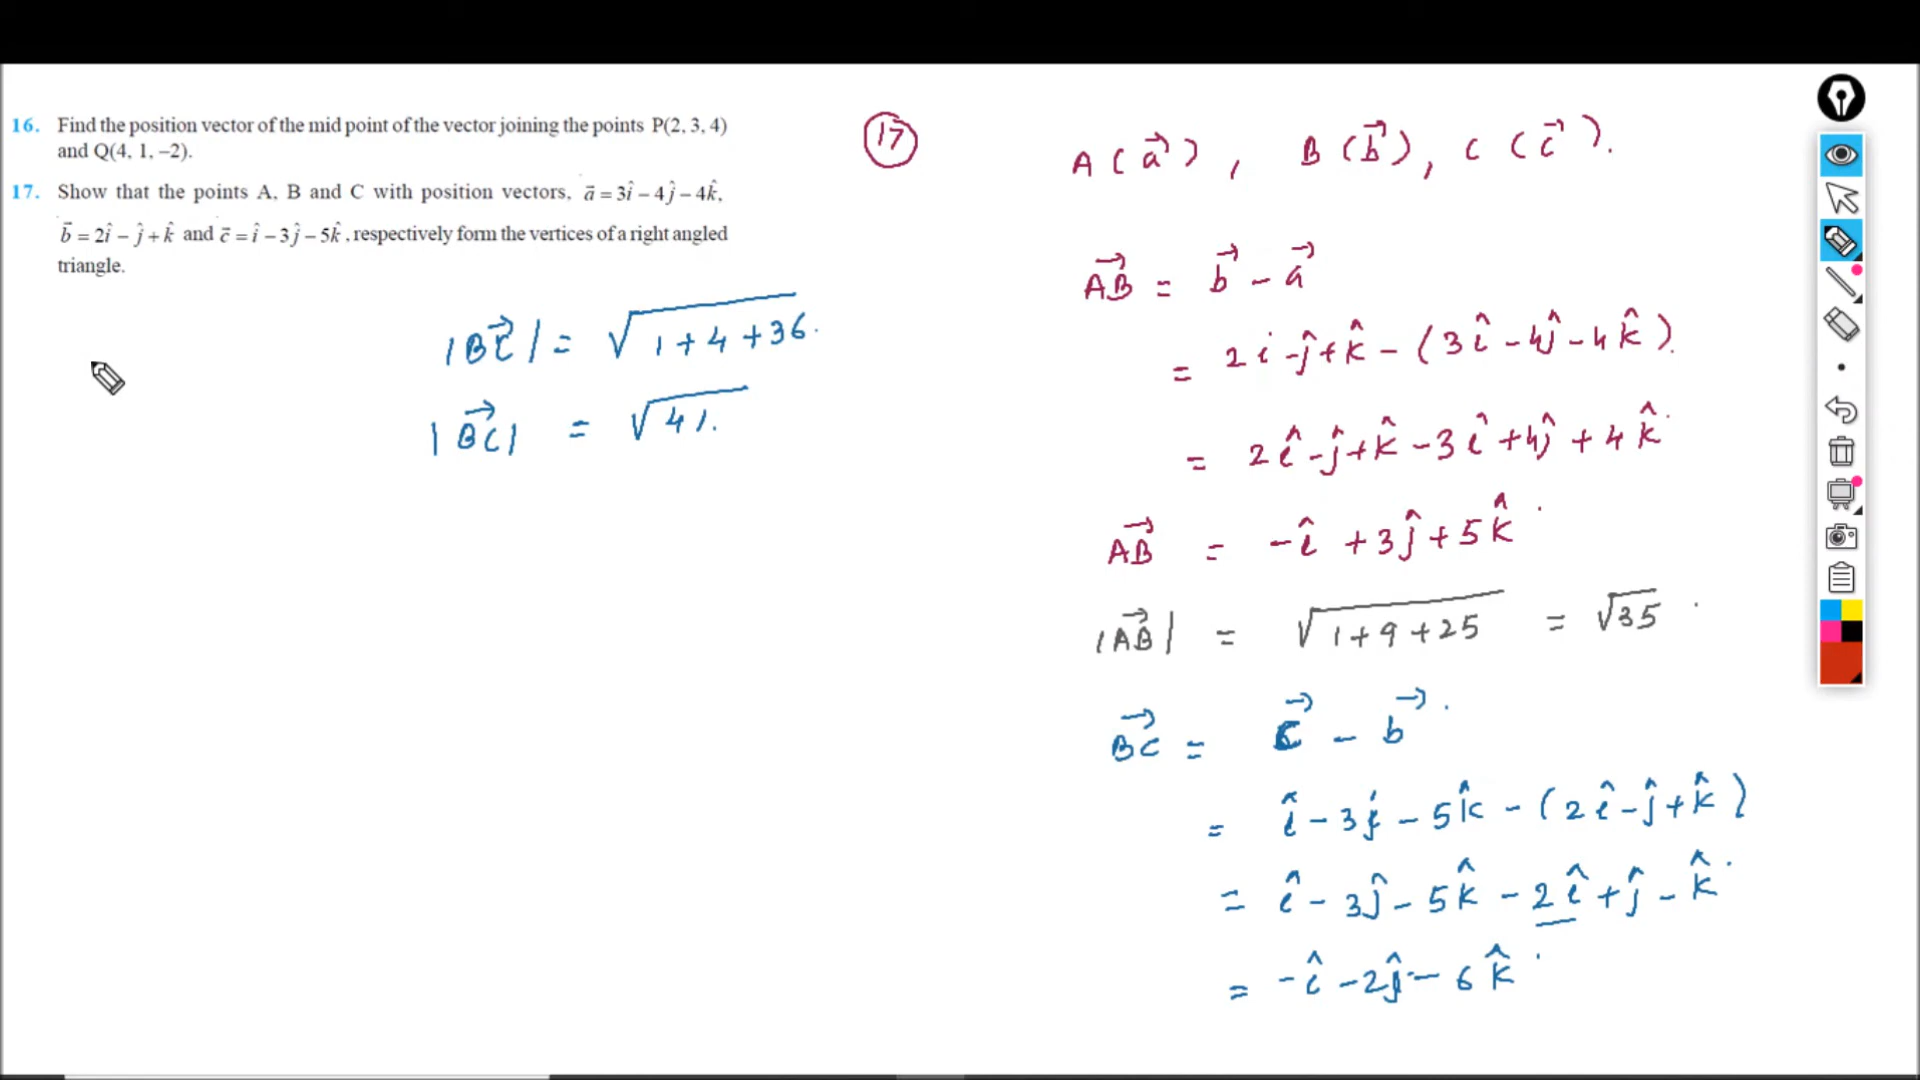 16. Find the position vector of the mid point of the vector joining the points P(2, 3, 4)
and Q(4, 1, –2).
17. Show that the points A, B and C with position vectors, a⃗ = 3î – 4ĵ – 4k̂,
b⃗ = 2î – ĵ + k̂ and c⃗ = î – 3ĵ – 5k̂, respectively form the vertices of a right angled
triangle.
|BC⃗| = √(1+4+36.
|BC⃗| = √41.
17
A(a⃗), B(b⃗), C(c⃗).
AB⃗ = b⃗ - a⃗
= 2i - ĵ + k̂ - (3î - 4ĵ - 4k̂).
= 2î - ĵ + k̂ - 3î + 4ĵ + 4k̂
AB⃗ = -î + 3ĵ + 5k̂
|AB⃗| = √1+9+25 = √35
BC⃗ = c⃗ - b⃗.
= î - 3j - 5k̂ - (2î - ĵ + k̂)
= î - 3ĵ - 5k̂ - 2î + ĵ - k̂
= -î - 2ĵ - 6k̂